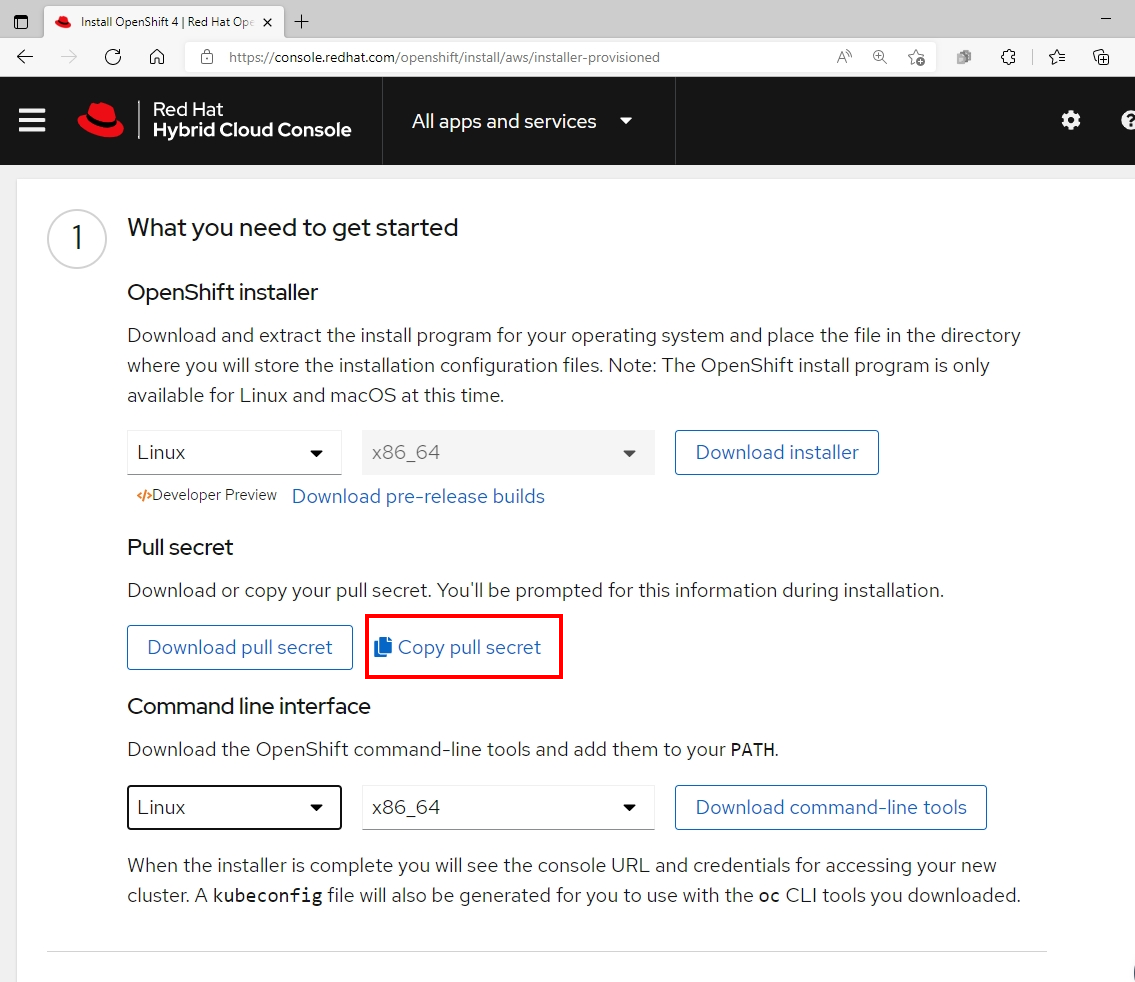 Install OpenShift 4 | Red Hat Ope
https://console.redhat.com/openshift/install/aws/installer-provisioned
Red Hat
Hybrid Cloud Console
All apps and services
1
What you need to get started
OpenShift installer
Download and extract the install program for your operating system and place the file in the directory
where you will store the installation configuration files. Note: The OpenShift install program is only
available for Linux and macOS at this time.
Linux
x86_64
Download installer
</>Developer Preview
Download pre-release builds
Pull secret
Download or copy your pull secret. You'll be prompted for this information during installation.
Download pull secret
Copy pull secret
Command line interface
Download the OpenShift command-line tools and add them to your PATH.
Linux
x86_64
Download command-line tools
When the installer is complete you will see the console URL and credentials for accessing your new
cluster. A kubeconfig file will also be generated for you to use with the oc CLI tools you downloaded.